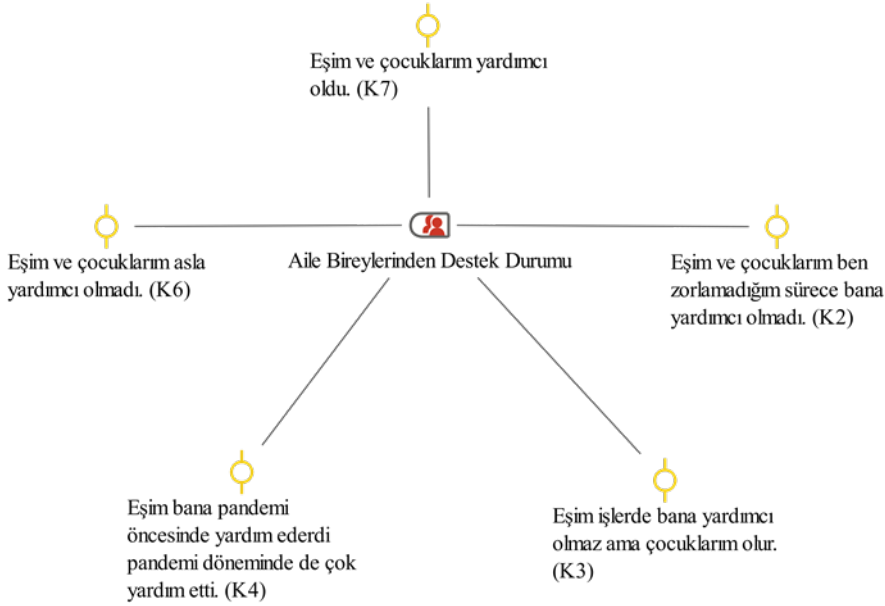 Eşim ve çocuklarım yardımcı
oldu. (K7)
Eşim ve çocuklarım asla
yardımcı olmadı. (K6)
Aile Bireylerinden Destek Durumu
Eşim ve çocuklarım ben
zorlamadığım sürece bana
yardımcı olmadı. (K2)
Eşim bana pandemi
öncesinde yardım ederdi
pandemi döneminde de çok
yardım etti. (K4)
Eşim işlerde bana yardımcı
olmaz ama çocuklarım olur.
(K3)